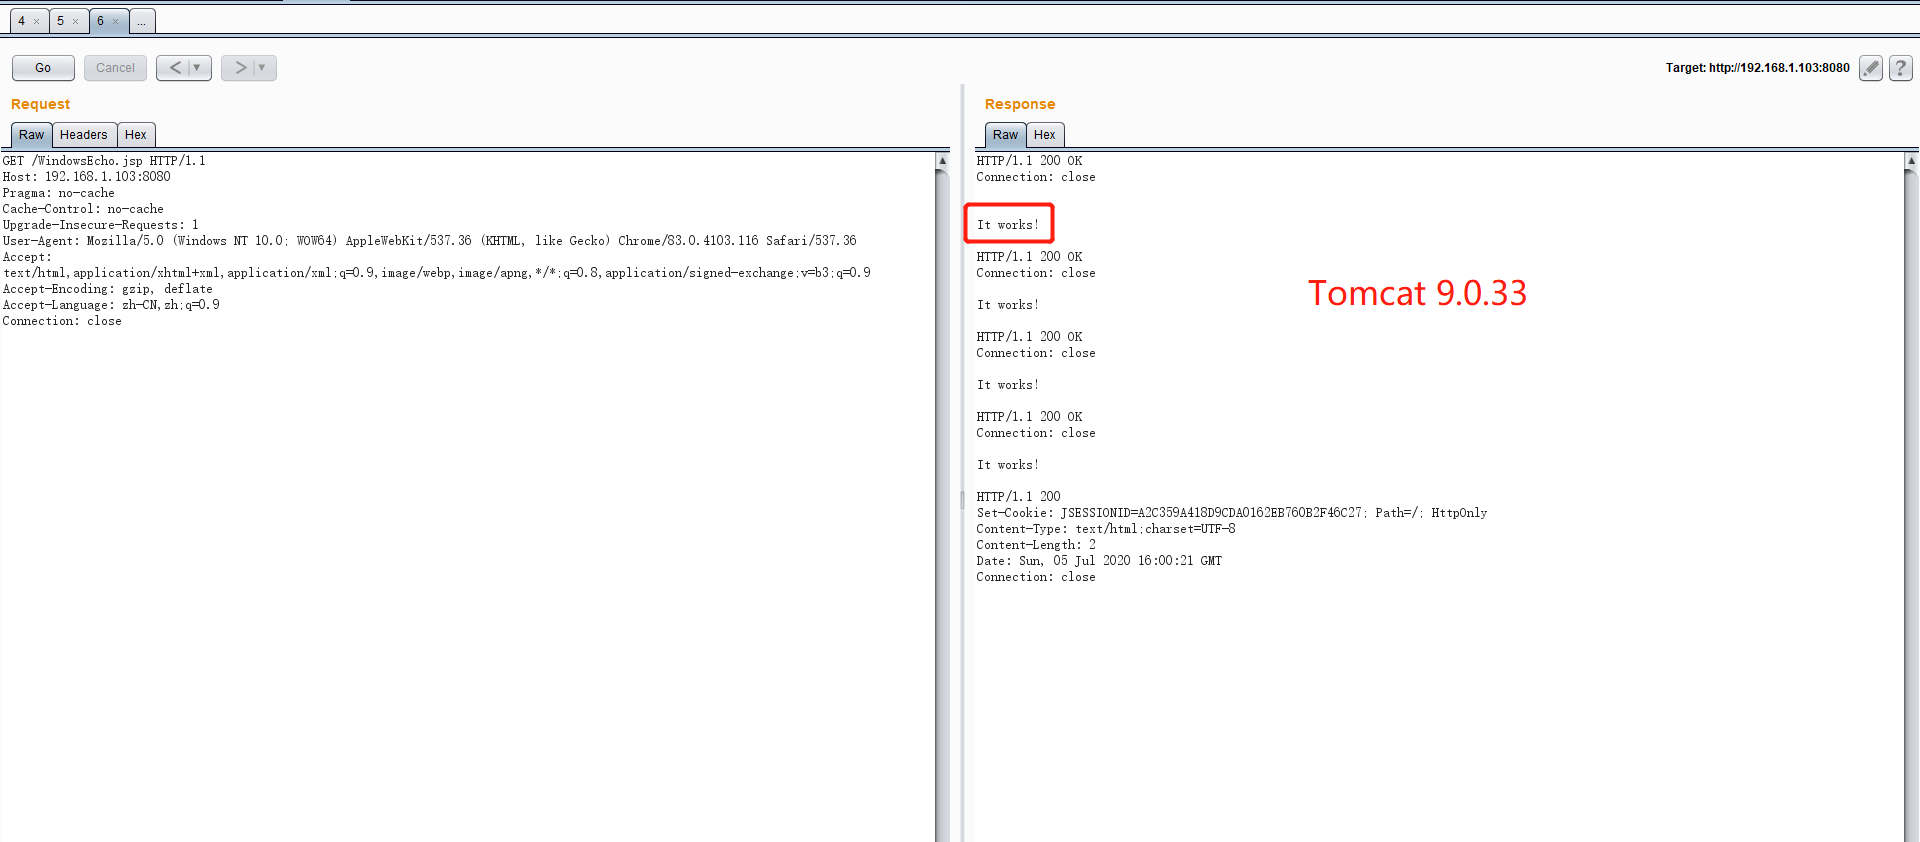 4 × 5 × 6 × ...
Go Cancel < ▼ > ▼ Target: http://192.168.1.103:8080 ?
Request
Raw Headers Hex
GET /WindowsEcho.jsp HTTP/1.1
Host: 192.168.1.103:8080
Pragma: no-cache
Cache-Control: no-cache
Upgrade-Insecure-Requests: 1
User-Agent: Mozilla/5.0 (Windows NT 10.0; WOW64) AppleWebKit/537.36 (KHTML, like Gecko) Chrome/83.0.4103.116 Safari/537.36
Accept:
text/html,application/xhtml+xml,application/xml;q=0.9,image/webp,image/apng,*/*;q=0.8,application/signed-exchange;v=b3;q=0.9
Accept-Encoding: gzip, deflate
Accept-Language: zh-CN,zh;q=0.9
Connection: close
Response
Raw Hex
HTTP/1.1 200 OK
Connection: close
It works!
HTTP/1.1 200 OK
Connection: close
It works!
HTTP/1.1 200 OK
Connection: close
It works!
HTTP/1.1 200 OK
Connection: close
It works!
HTTP/1.1 200
Set-Cookie: JSESSIONID=A2C359A418D9CDA0162EB760B2F46C27; Path=/; HttpOnly
Content-Type: text/html;charset=UTF-8
Content-Length: 2
Date: Sun, 05 Jul 2020 16:00:21 GMT
Connection: close
Tomcat 9.0.33